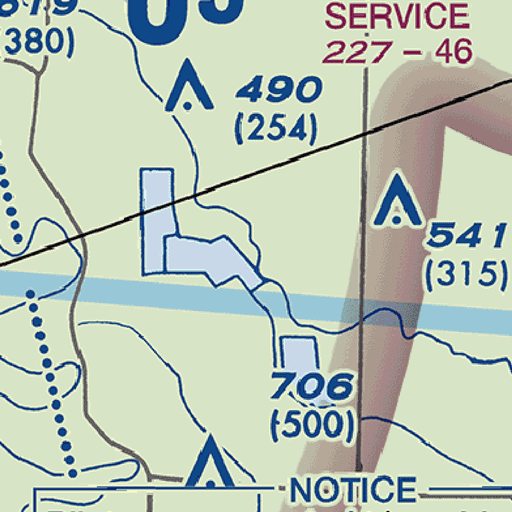 (380)
SERVICE
227 – 46
490
(254)
541
(315)
706
(500)
NOTICE